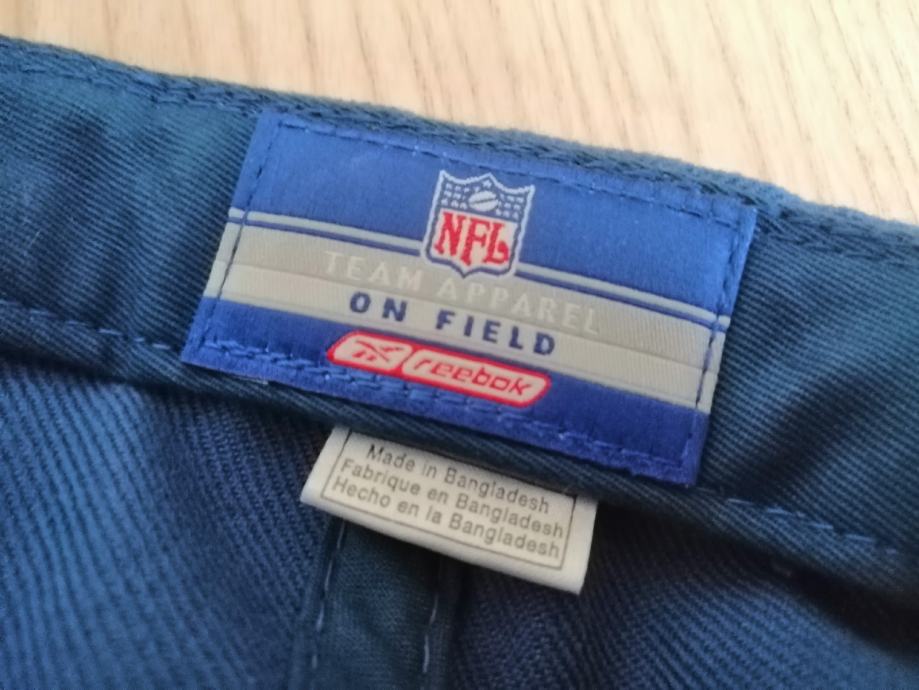 NFL
TEAM APPAREL
ON FIELD
reebok
Made in Bangladesh
Fabrique en Bangladesh
Hecho en la Bangladesh